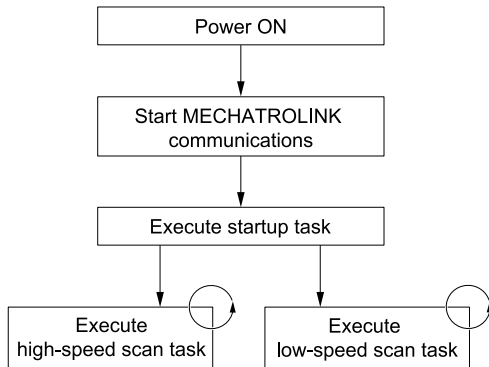 Power ON
Start MECHATROLINK
communications
Execute startup task
Execute
high-speed scan task
Execute
low-speed scan task